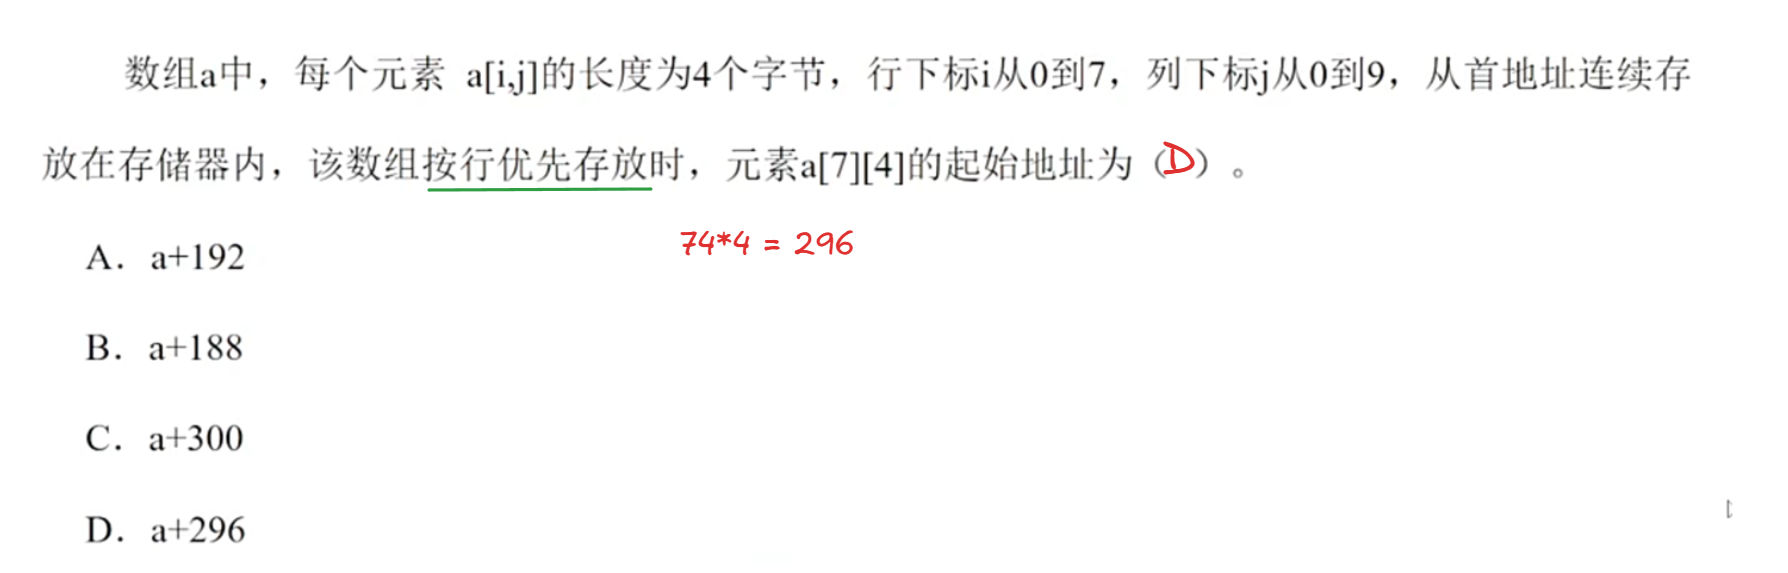 数组a中，每个元素 a[i,j]的长度为4个字节，行下标i从0到7，列下标j从0到9，从首地址连续存
放在存储器内，该数组按行优先存放时，元素a[7][4]的起始地址为（D）。
74*4 = 296
A．a+192
B．a+188
C．a+300
D．a+296